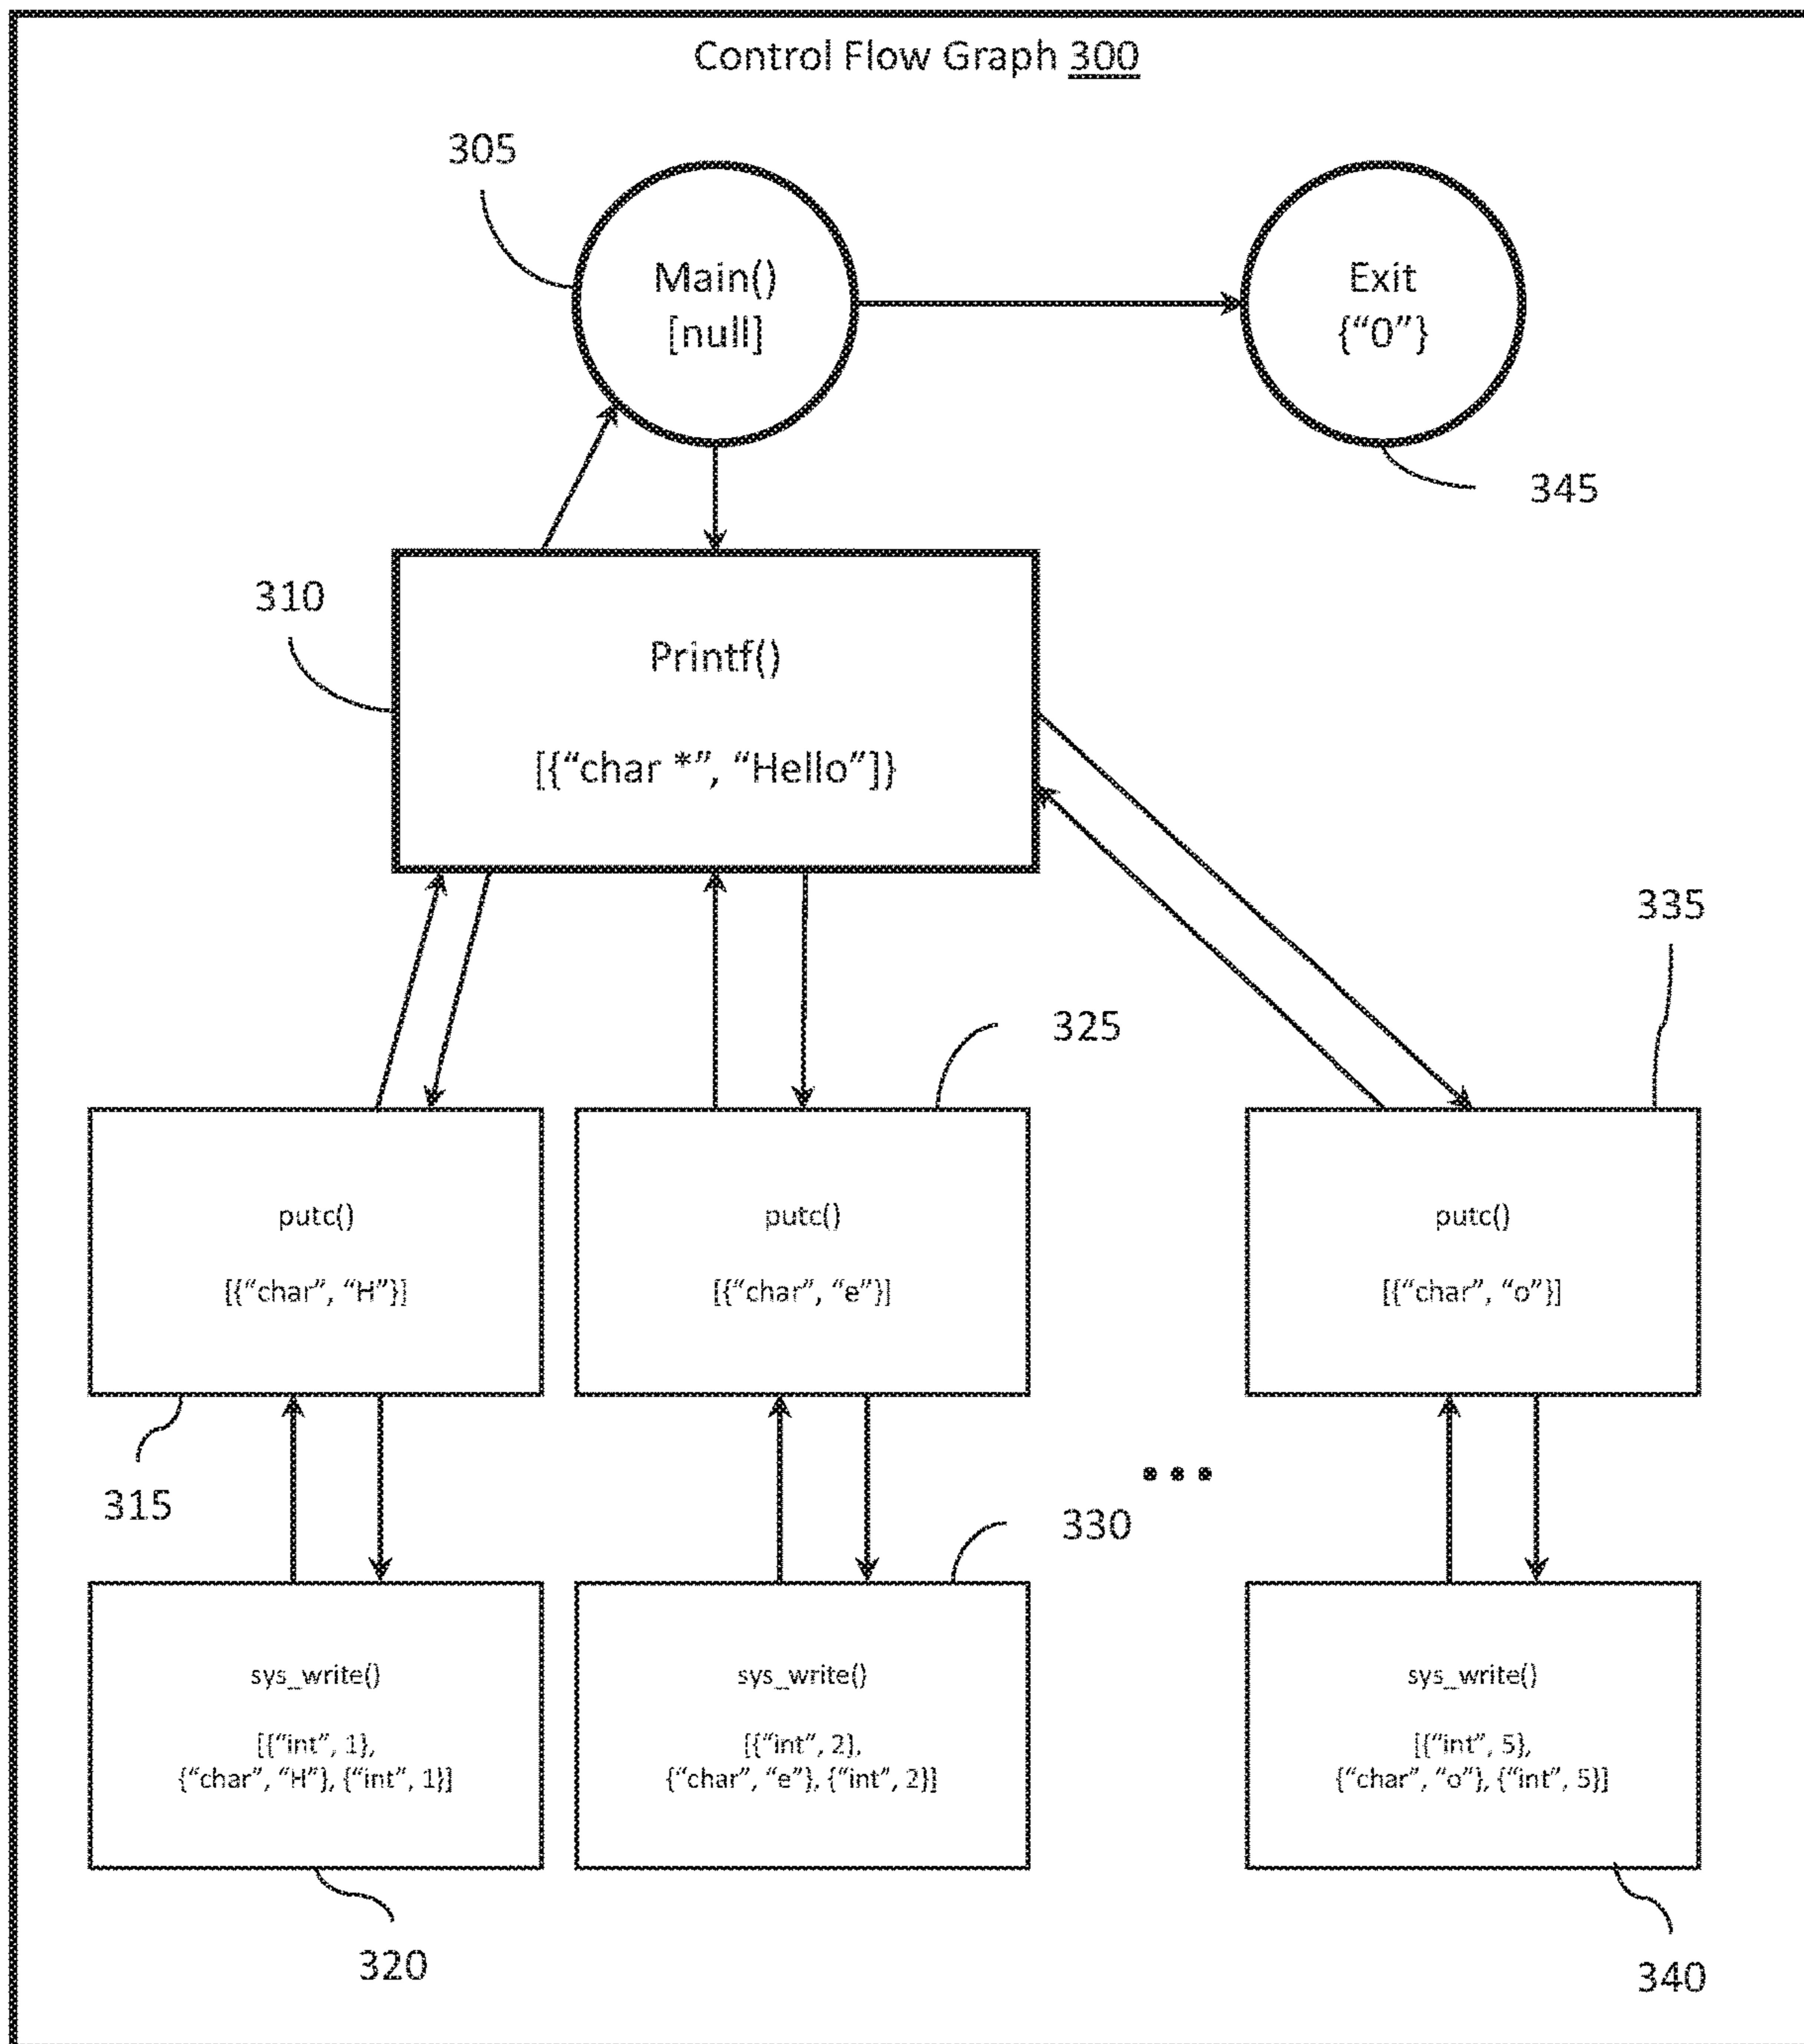 Control Flow Graph 300
305
Main()
[null]
Exit
{“0”}
345
310
Printf()
[{“char *”, “Hello”]}
335
325
putc()
[{“char”, “H”}]
putc()
[{“char”, “e”}]
putc()
[{“char”, “o”}]
315
...
330
sys_write()
[{“int”, 1},
{“char”, “H”}, {“int”, 1}]
sys_write()
[{“int”, 2},
{“char”, “e”}, {“int”, 2}]
sys_write()
[{“int”, 5},
{“char”, “o”}, {“int”, 5}]
320
340